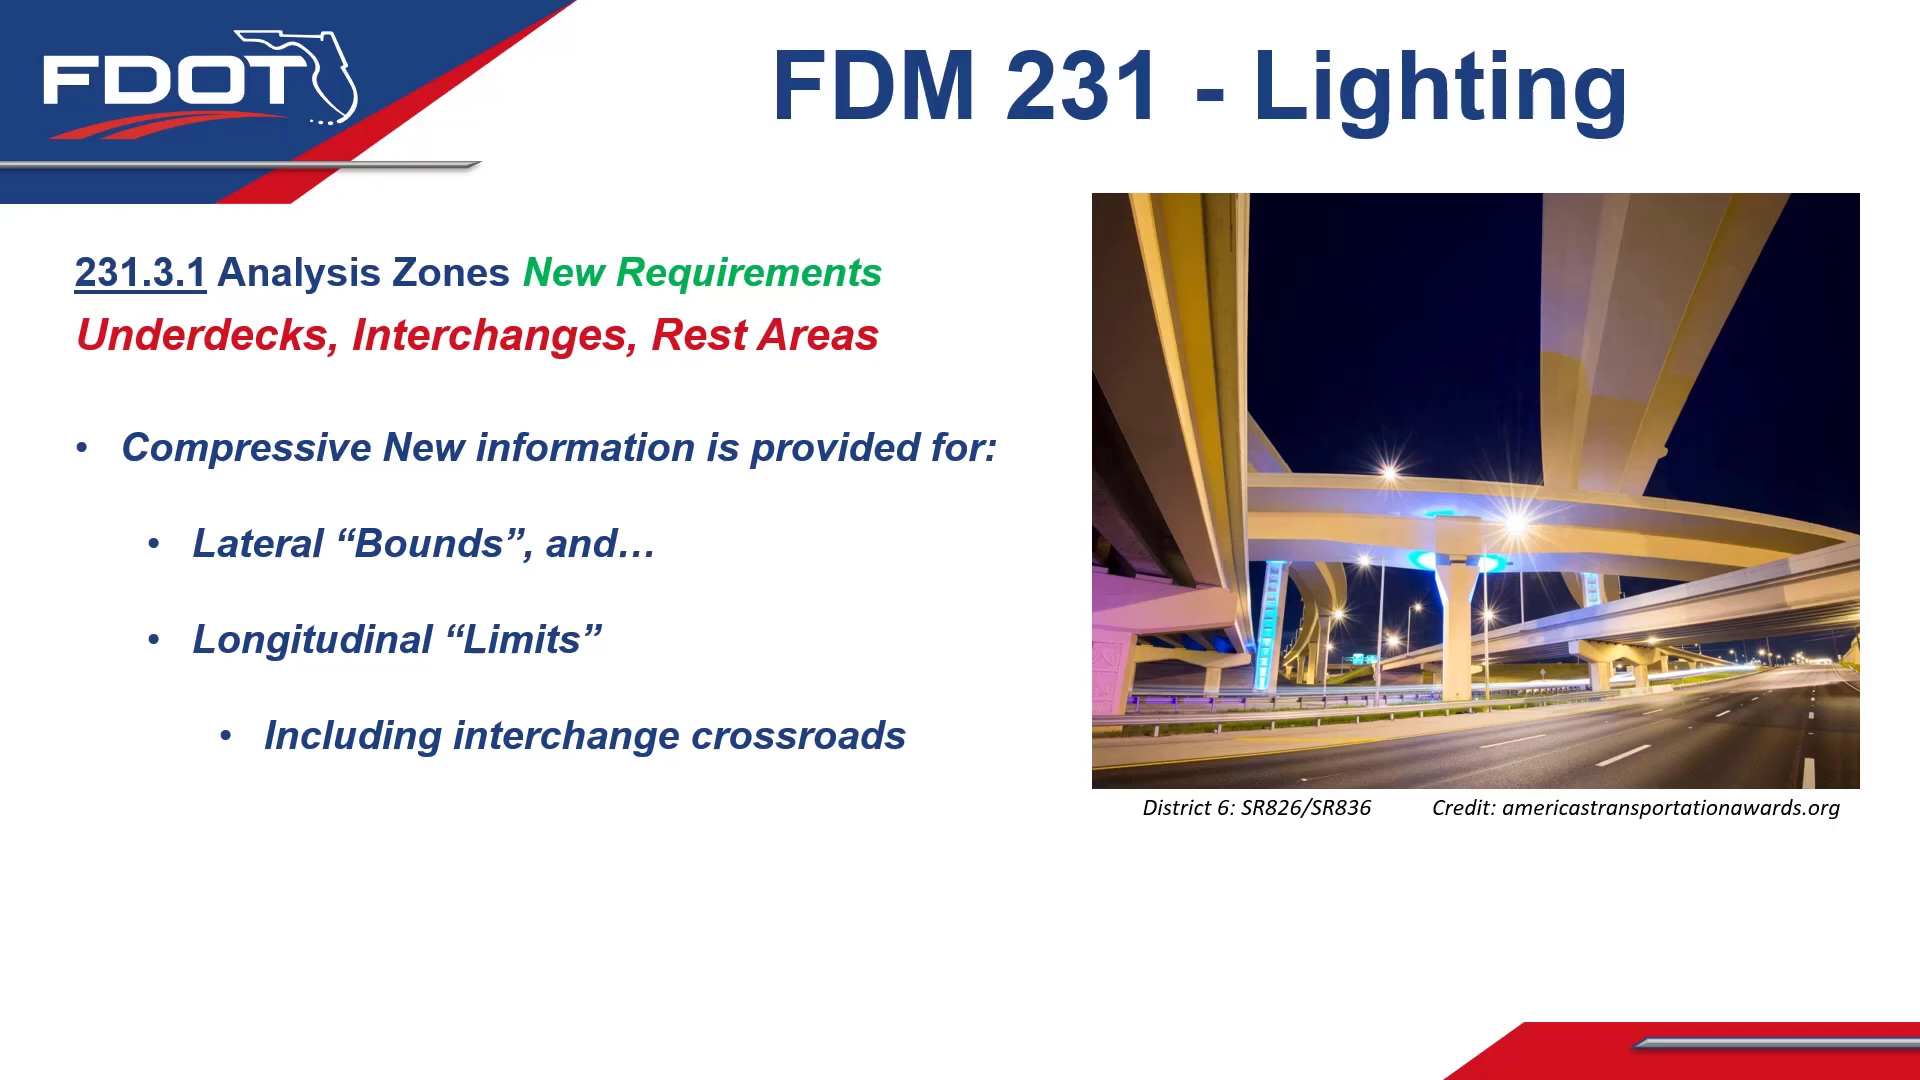 FDOT
FDM 231 - Lighting
231.3.1 Analysis Zones New Requirements
Underdecks, Interchanges, Rest Areas
• Compressive New information is provided for:
• Lateral “Bounds”, and…
• Longitudinal “Limits”
• Including interchange crossroads
District 6: SR826/SR836 Credit: americastransportationawards.org